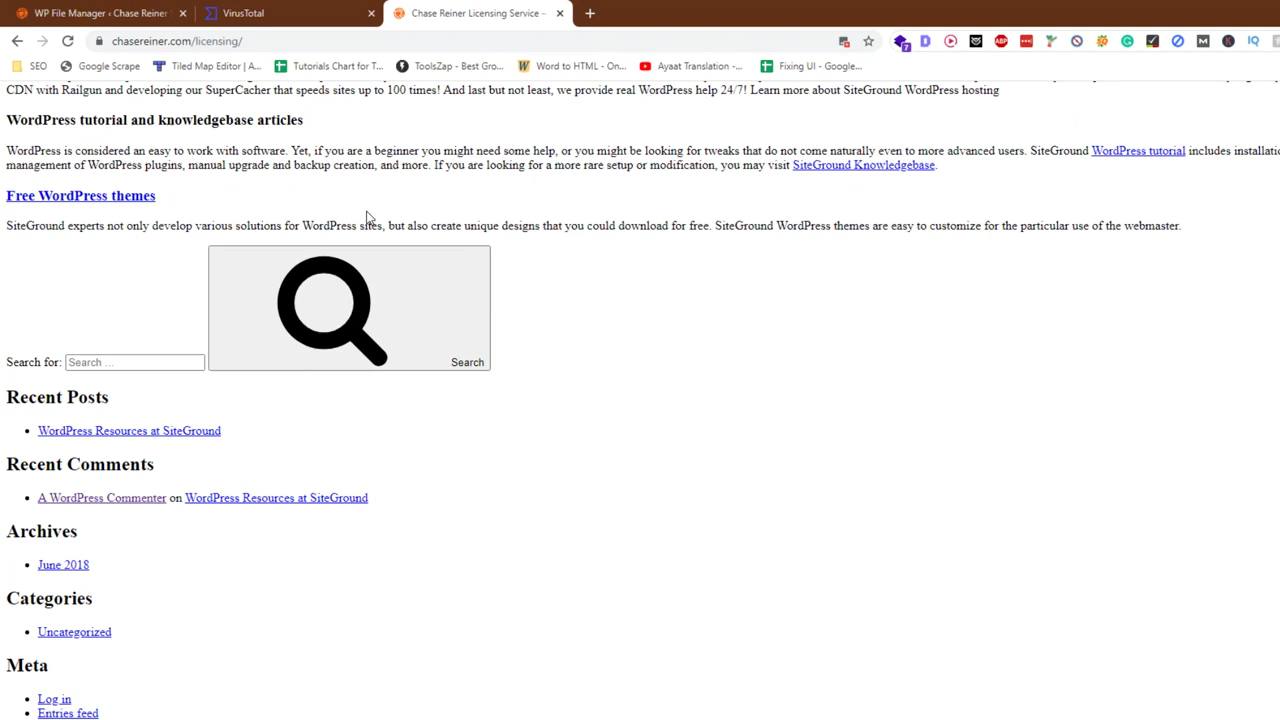 WP File Manager ‹ Chase Reiner
VirusTotal
Chase Reiner Licensing Service –
chasereiner.com/licensing/
SEO
Google Scrape
Tiled Map Editor | A...
Tutorials Chart for T...
ToolsZap - Best Gro...
Word to HTML - On...
Ayaat Translation -...
Fixing UI - Google...
CDN with Railgun and developing our SuperCacher that speeds sites up to 100 times! And last but not least, we provide real WordPress help 24/7! Learn more about SiteGround WordPress hosting
WordPress tutorial and knowledgebase articles
WordPress is considered an easy to work with software. Yet, if you are a beginner you might need some help, or you might be looking for tweaks that do not come naturally even to more advanced users. SiteGround WordPress tutorial includes installatio
management of WordPress plugins, manual upgrade and backup creation, and more. If you are looking for a more rare setup or modification, you may visit SiteGround Knowledgebase.
Free WordPress themes
SiteGround experts not only develop various solutions for WordPress sites, but also create unique designs that you could download for free. SiteGround WordPress themes are easy to customize for the particular use of the webmaster.
Search for: Search … Search
Recent Posts
WordPress Resources at SiteGround
Recent Comments
A WordPress Commenter on WordPress Resources at SiteGround
Archives
June 2018
Categories
Uncategorized
Meta
Log in
Entries feed